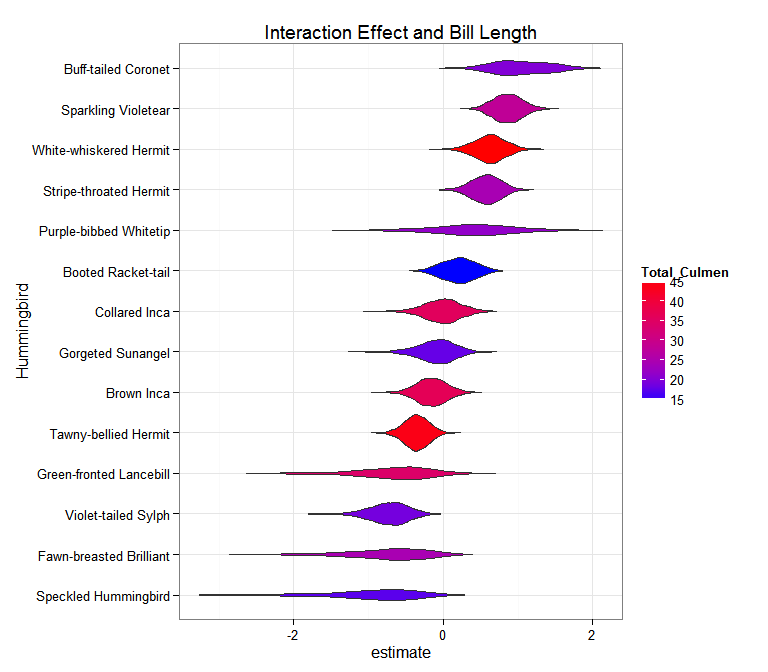 Interaction Effect and Bill Length
Hummingbird
Buff-tailed Coronet
Sparkling Violetear
White-whiskered Hermit
Stripe-throated Hermit
Purple-bibbed Whitetip
Booted Racket-tail
Collared Inca
Gorgeted Sunangel
Brown Inca
Tawny-bellied Hermit
Green-fronted Lancebill
Violet-tailed Sylph
Fawn-breasted Brilliant
Speckled Hummingbird
-2 0 2
estimate
Total_Culmen
45
40
35
30
25
20
15